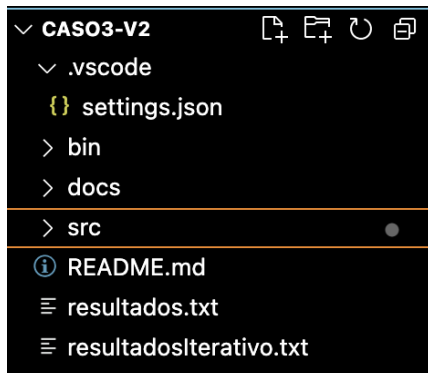 CASO3-V2
.vscode
{} settings.json
bin
docs
src
README.md
resultados.txt
resultadosIterativo.txt